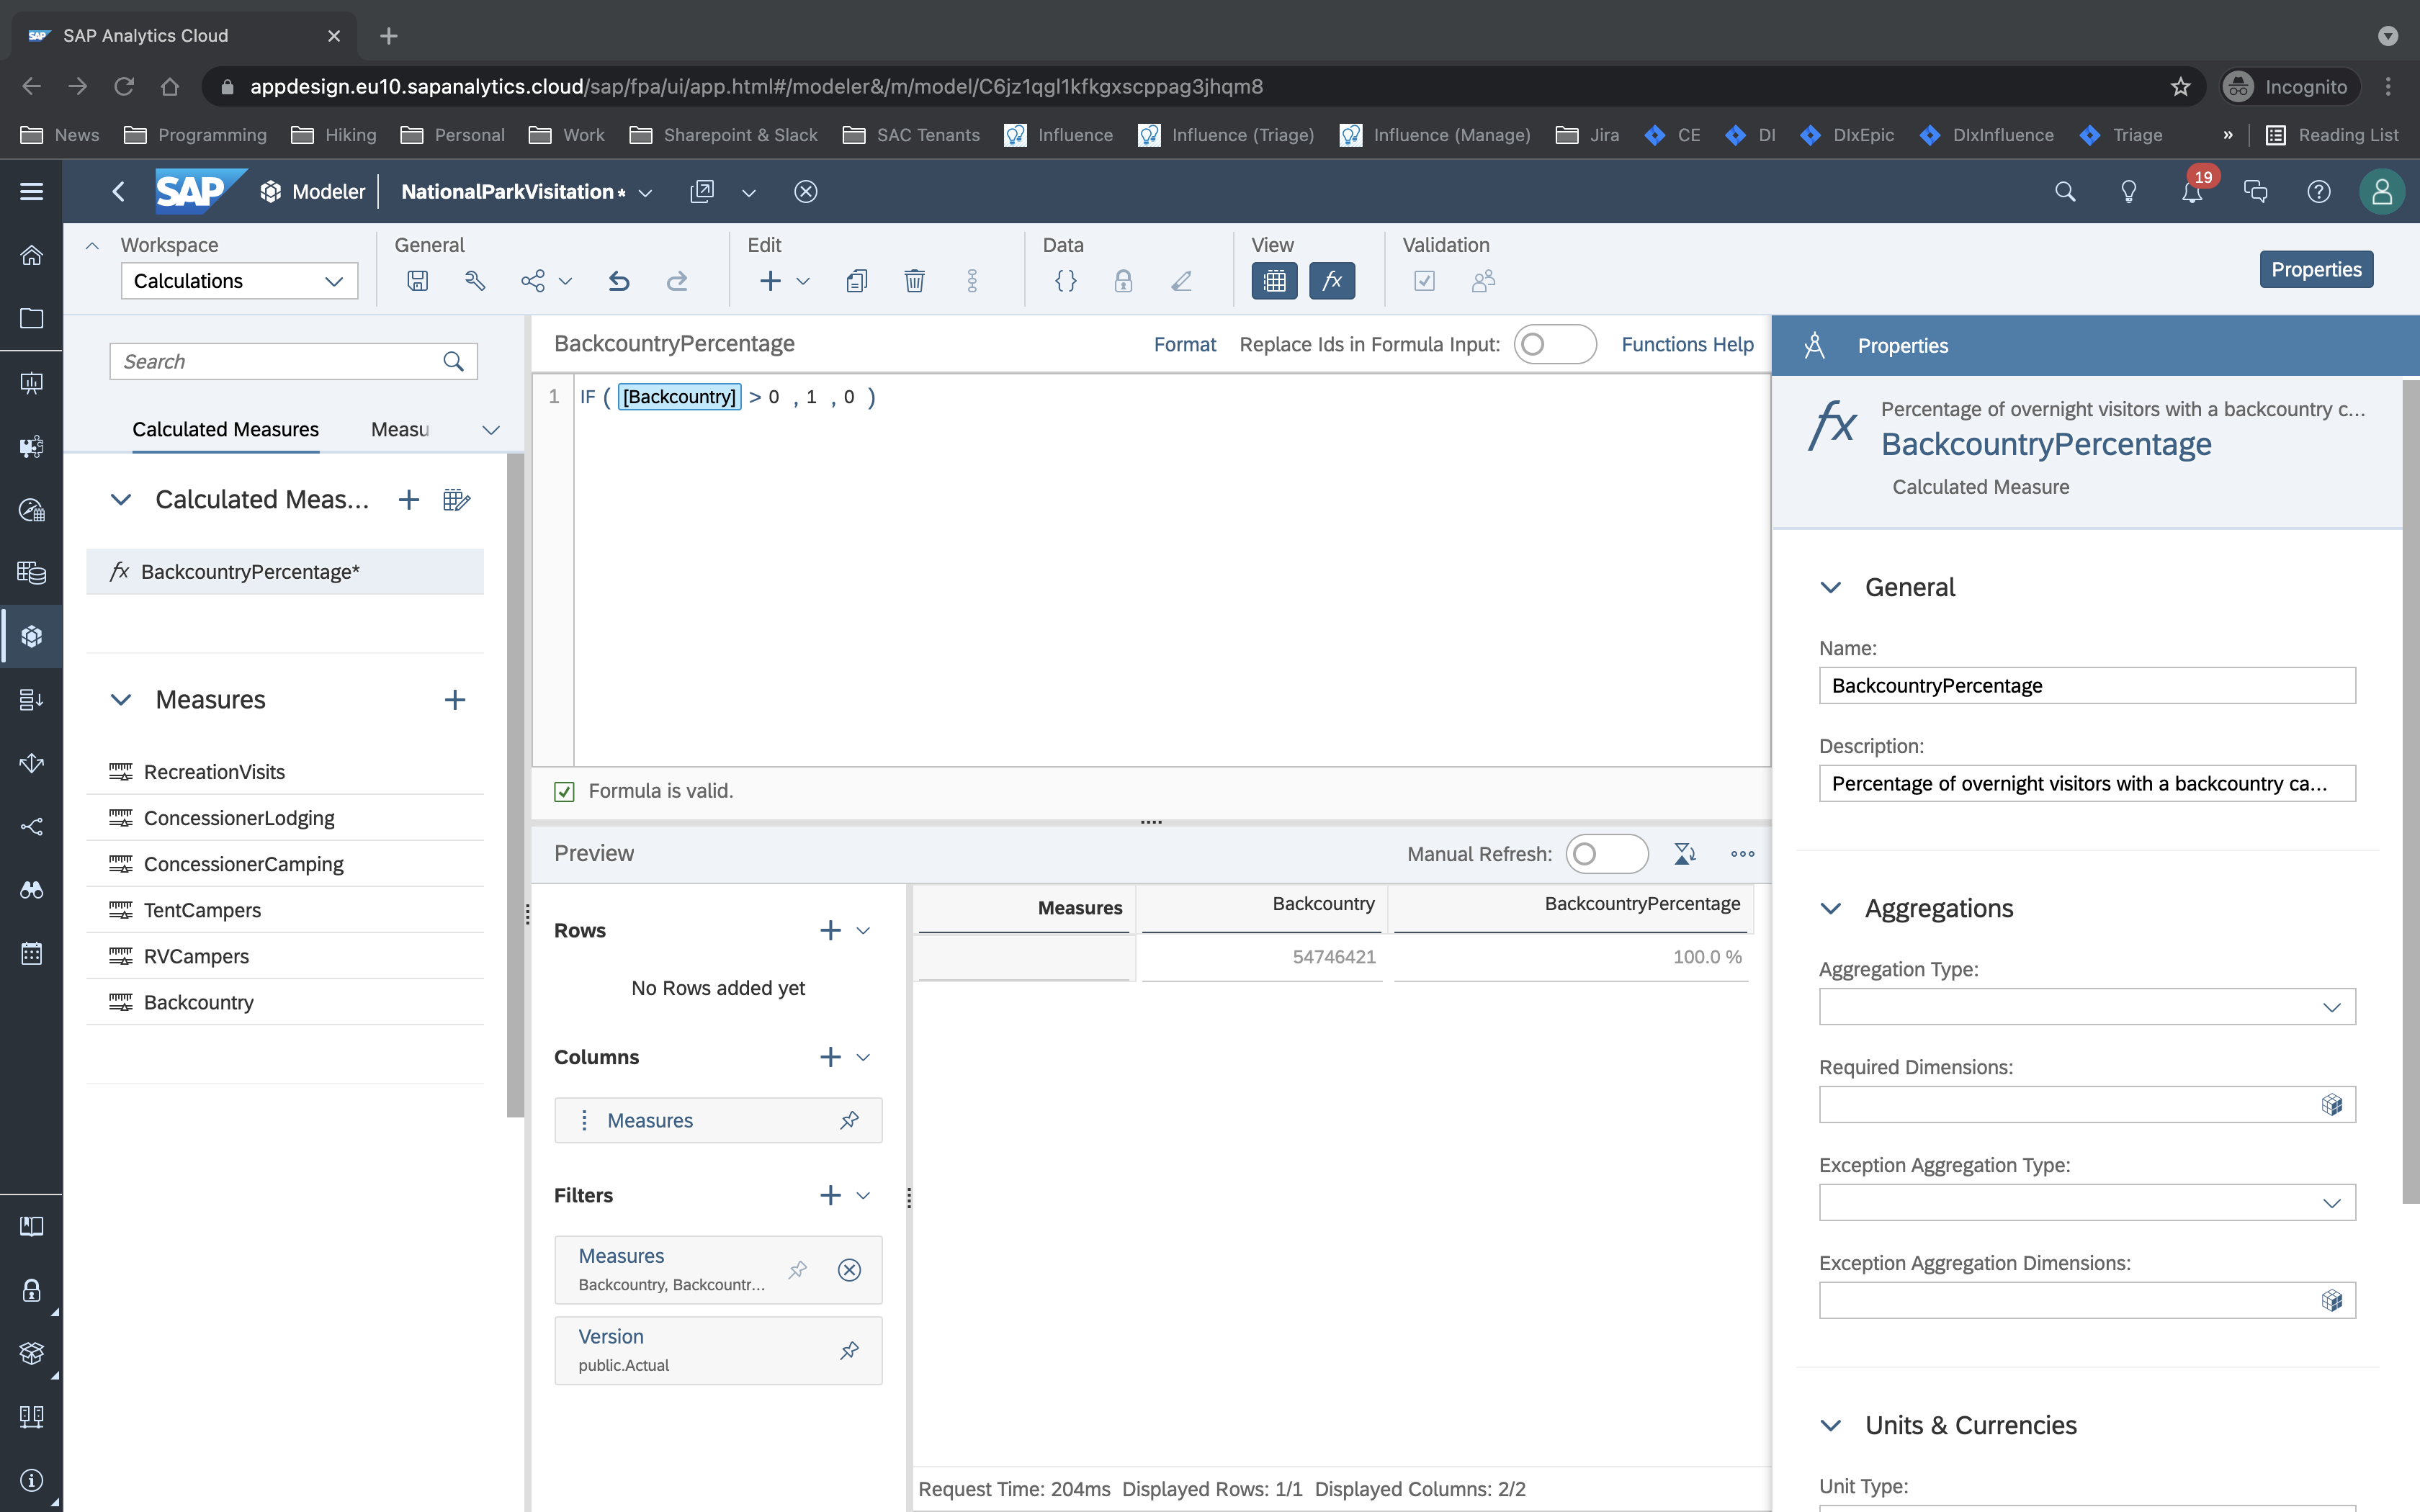 SAP Analytics Cloud
appdesign.eu10.sapanalytics.cloud/sap/fpa/ui/app.html#/modeler&/m/model/C6jz1qgl1kfkgxscppag3jhqm8
Incognito
News Programming Hiking Personal Work Sharepoint & Slack SAC Tenants Influence Influence (Triage) Influence (Manage) Jira CE DI DIxEpic DIxInfluence Triage » Reading List
SAP Modeler NationalParkVisitation* 19
Workspace General Edit Data View Validation
Calculations
Properties
Search
Calculated Measures Measu
Calculated Meas...
BackcountryPercentage*
Measures
RecreationVisits
ConcessionerLodging
ConcessionerCamping
TentCampers
RVCampers
Backcountry
BackcountryPercentage Format Replace Ids in Formula Input: Functions Help
1 IF ( [Backcountry] > 0 , 1 , 0 )
Formula is valid.
Preview Manual Refresh:
Rows
No Rows added yet
Columns
Measures
Filters
Measures
Backcountry, Backcountr...
Version
public.Actual
Measures Backcountry BackcountryPercentage
54746421 100.0 %
Request Time: 204ms Displayed Rows: 1/1 Displayed Columns: 2/2
Properties
fx Percentage of overnight visitors with a backcountry c...
BackcountryPercentage
Calculated Measure
General
Name:
BackcountryPercentage
Description:
Percentage of overnight visitors with a backcountry ca...
Aggregations
Aggregation Type:
Required Dimensions:
Exception Aggregation Type:
Exception Aggregation Dimensions:
Units & Currencies
Unit Type: